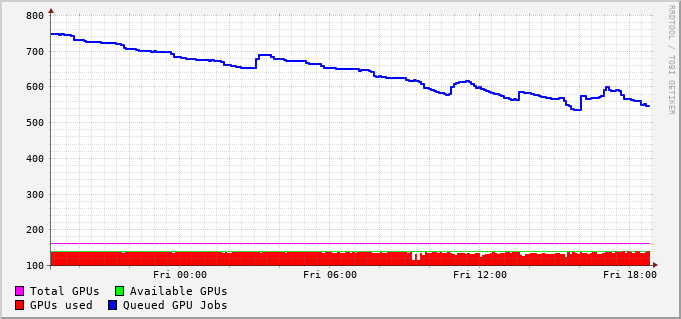 800
700
600
500
400
300
200
100
Fri 00:00 Fri 06:00 Fri 12:00 Fri 18:00
Total GPUs Available GPUs
GPUs used Queued GPU Jobs
RRDTOOL / TOBI OETIKER